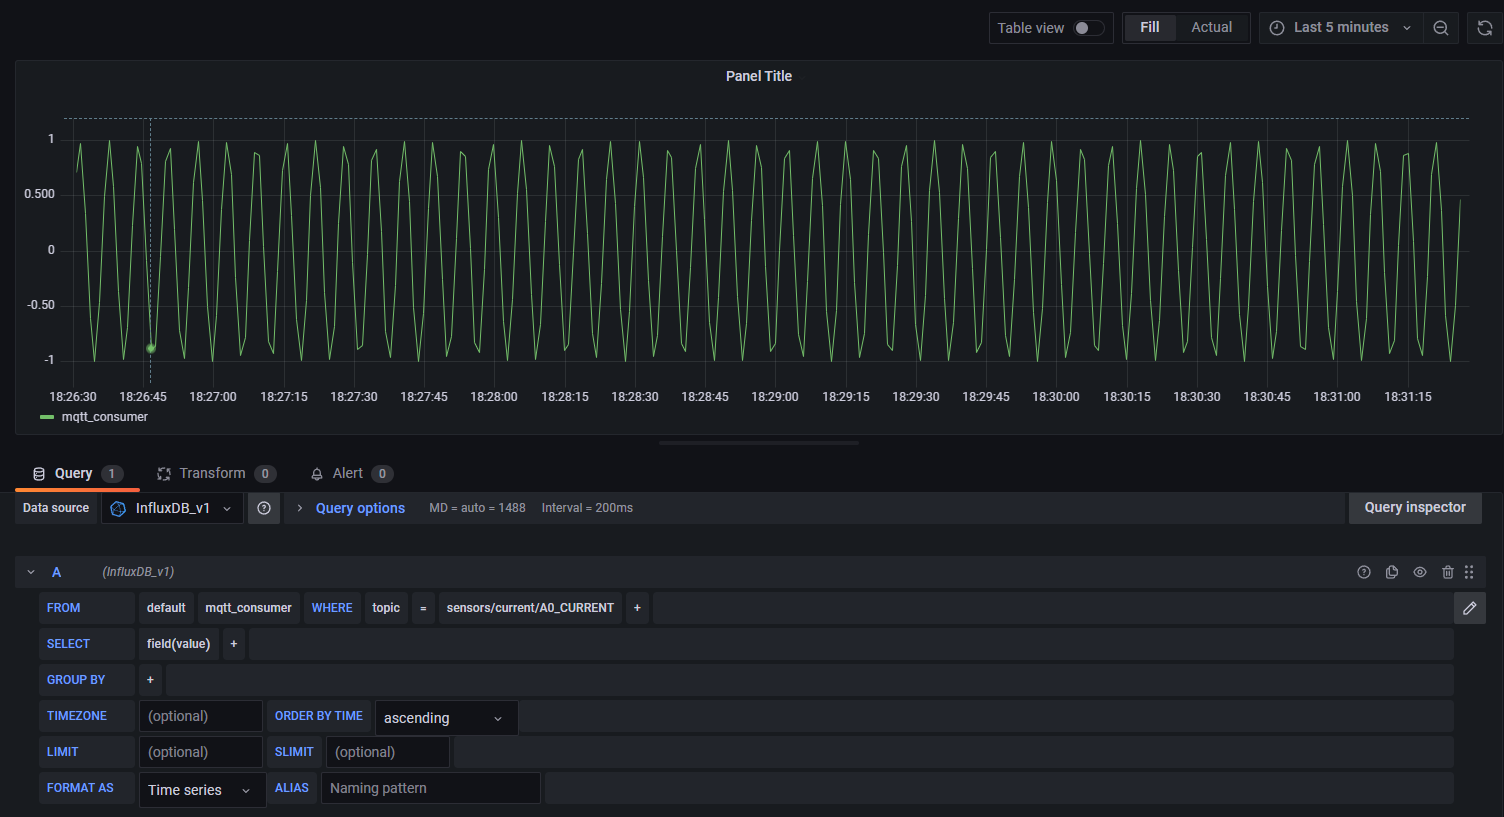 Table view Fill Actual Last 5 minutes
Panel Title
1
0.500
0
-0.50
-1
18:26:30 18:26:45 18:27:00 18:27:15 18:27:30 18:27:45 18:28:00 18:28:15 18:28:30 18:28:45 18:29:00 18:29:15 18:29:30 18:29:45 18:30:00 18:30:15 18:30:30 18:30:45 18:31:00 18:31:15
mqtt_consumer
Query 1 Transform 0 Alert 0
Data source InfluxDB_v1 Query options MD = auto = 1488 Interval = 200ms Query inspector
A (InfluxDB_v1)
FROM default mqtt_consumer WHERE topic = sensors/current/A0_CURRENT +
SELECT field(value) +
GROUP BY +
TIMEZONE (optional) ORDER BY TIME ascending
LIMIT (optional) SLIMIT (optional)
FORMAT AS Time series ALIAS Naming pattern